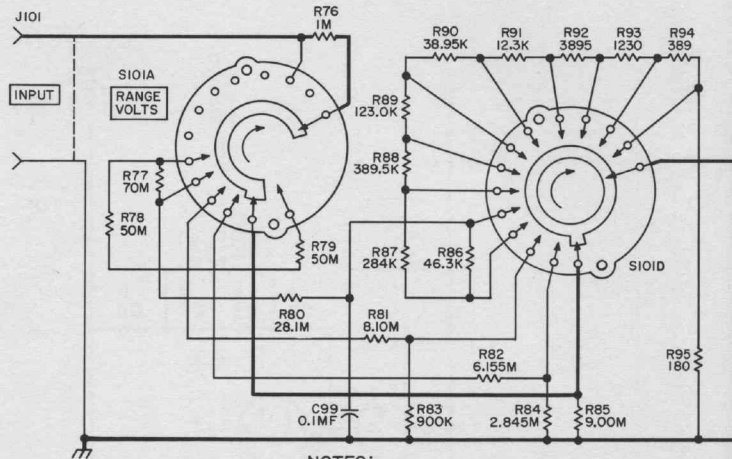 J101
R76
1M
R90
38.95K
R91
12.3K
R92
3895
R93
1230
R94
389
S101A
RANGE
VOLTS
INPUT
R89
123.0K
R77
70M
R88
389.5K
R78
50M
R79
50M
R87
284K
R86
46.3K
S101D
R80
28.1M
R81
8.10M
R82
6.155M
R95
180
C99
0.1MF
R83
900K
R84
2.845M
R85
9.00M
NOTES: